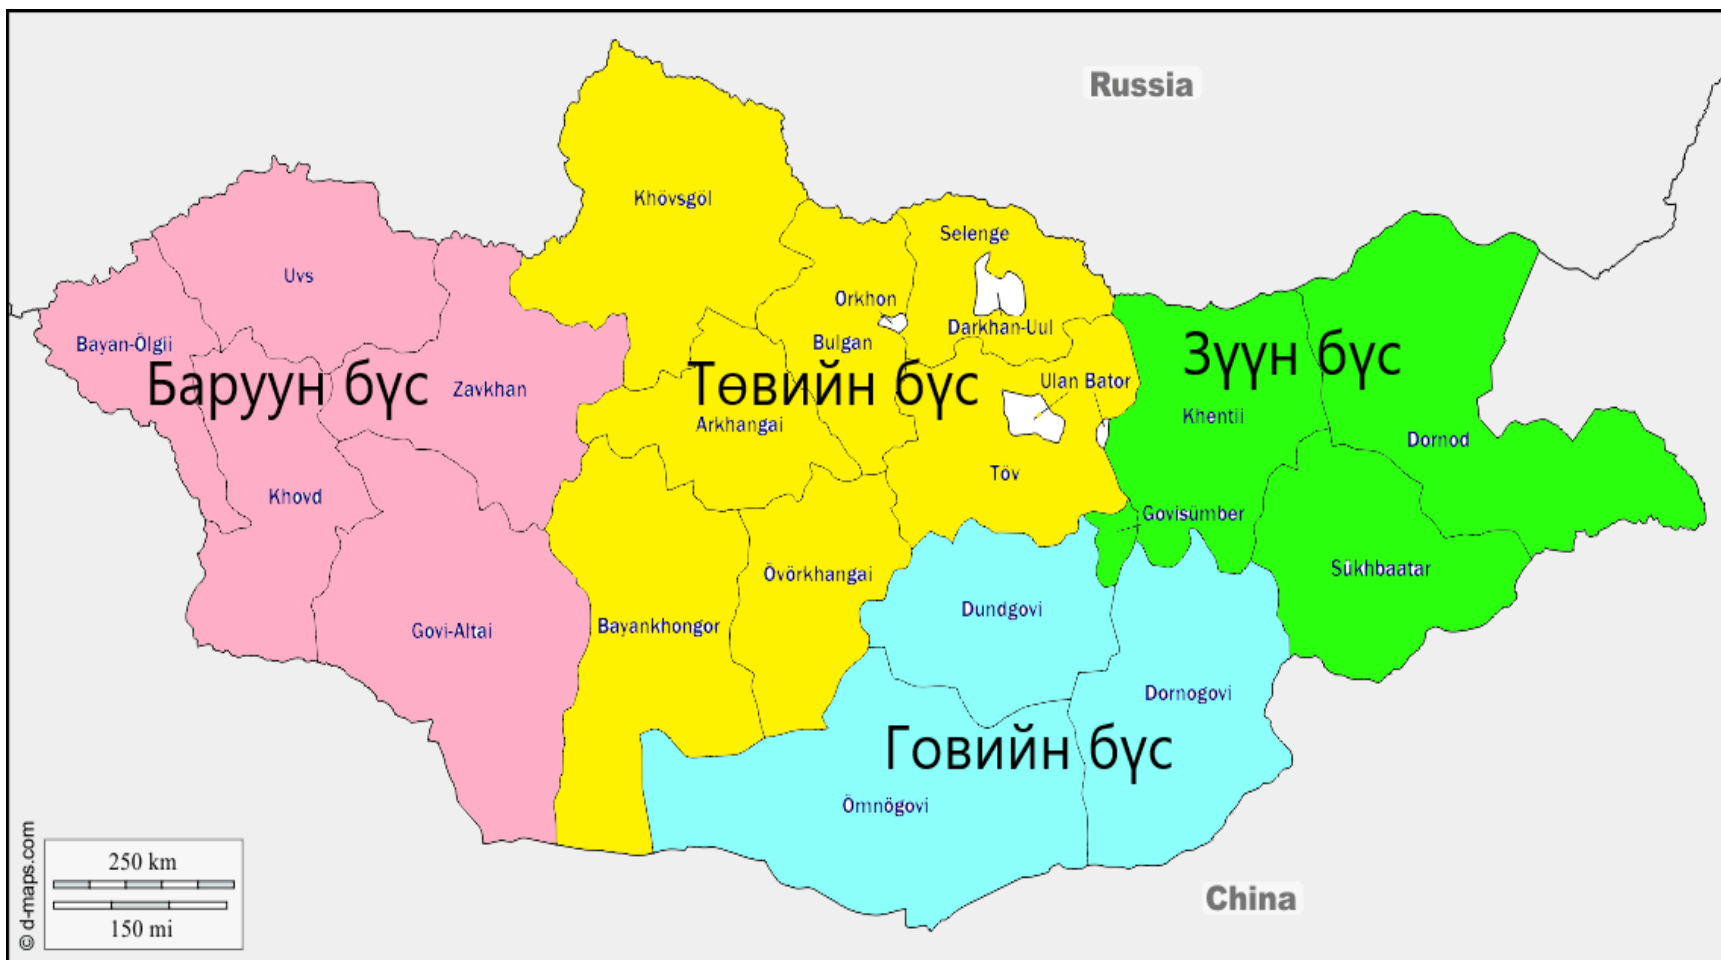 Russia
Khövsgöl
Selenge
Uvs
Orkhon
Darkhan-Uul
Bayan-Ölgii
Bulgan
Зүүн бүс
Баруун бүс
Zavkhan
Төвийн бүс
Ulan Bator
Arkhangai
Khentii
Dornod
Khovd
Töv
Govisümber
Övörkhangai
Sükhbaatar
Govi-Altai
Bayankhongor
Dundgovi
Dornogovi
Говийн бүс
Ömnögovi
China
250 km
150 mi
© d-maps.com